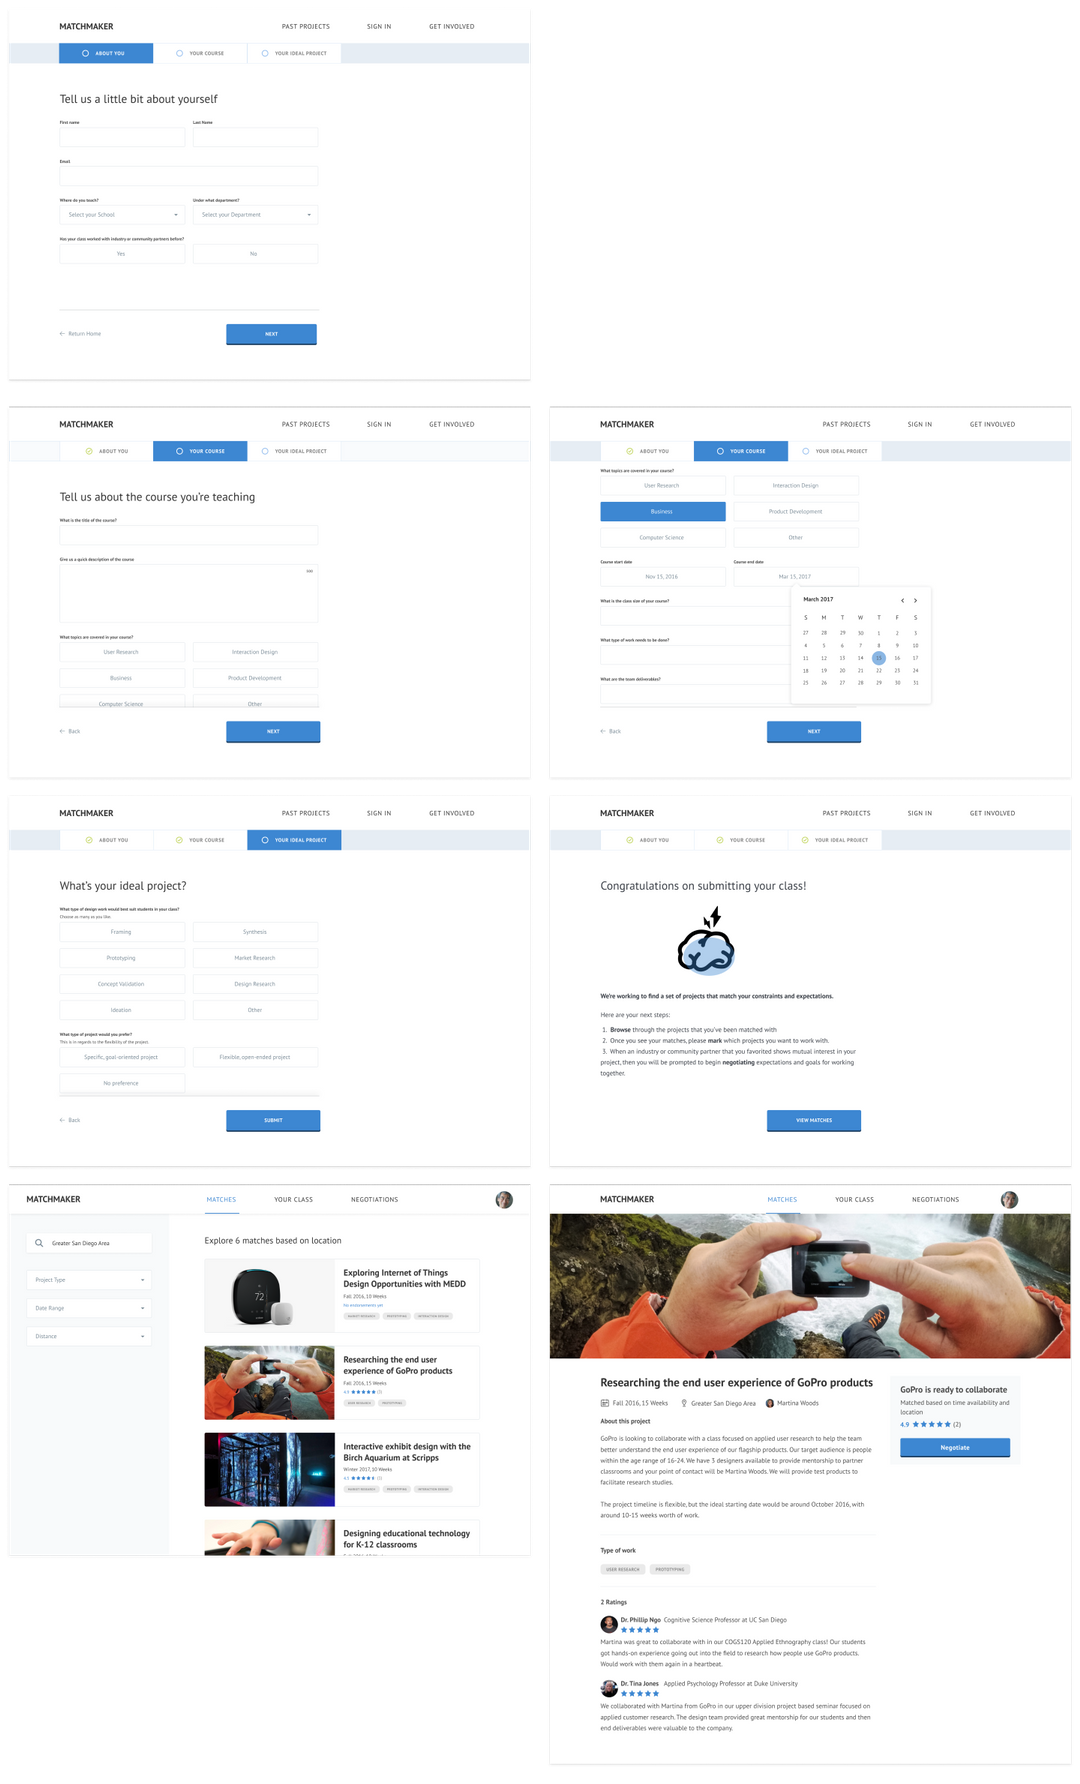 MATCHMAKER
PAST PROJECTS
SIGN IN
GET INVOLVED
ABOUT YOU
YOUR COURSE
YOUR IDEAL PROJECT
Tell us a little bit about yourself
First name
Last Name
Email
Where do you teach?
Under what department?
Select your School
Select your Department
Has your class worked with industry or community partners before?
Yes
No
Return Home
NEXT
MATCHMAKER
PAST PROJECTS
SIGN IN
GET INVOLVED
ABOUT YOU
YOUR COURSE
YOUR IDEAL PROJECT
Tell us about the course you're teaching
What is the title of the course?
Give us a quick description of the course
What topics are covered in your course?
User Research
Interaction Design
Business
Product Development
Computer Science
Other
Back
NEXT
MATCHMAKER
PAST PROJECTS
SIGN IN
GET INVOLVED
ABOUT YOU
YOUR COURSE
YOUR IDEAL PROJECT
What topics are covered in your course?
User Research
Interaction Design
Business
Product Development
Computer Science
Other
Course start date
Course end date
Nov 15, 2016
Mar 15, 2017
What is the class size of your course?
What type of work needs to be done?
What are the team deliverables?
March 2017
S M T W T F S
27 28 29 30 1 2 3
4 5 6 7 8 9 10
11 12 13 14 15 16 17
18 19 20 21 22 23 24
25 26 27 28 29 30 31
Back
NEXT
MATCHMAKER
PAST PROJECTS
SIGN IN
GET INVOLVED
ABOUT YOU
YOUR COURSE
YOUR IDEAL PROJECT
What's your ideal project?
What type of design work would best suit students in your class?
Choose as many as you like.
Framing
Synthesis
Prototyping
Market Research
Concept Validation
Design Research
Ideation
Other
What type of project would you prefer?
This is in regards to the flexibility of the project
Specific, goal-oriented project
Flexible, open-ended project
No preference
Back
SUBMIT
MATCHMAKER
PAST PROJECTS
SIGN IN
GET INVOLVED
ABOUT YOU
YOUR COURSE
YOUR IDEAL PROJECT
Congratulations on submitting your class!
We're working to find a set of projects that match your constraints and expectations.
Here are your next steps:
1. Browse through the projects that you've been matched with
2. Once you see your matches, please mark which projects you want to work with.
3. When an industry or community partner that you favorited shows mutual interest in your
project, then you will be prompted to begin negotiating expectations and goals for working
together.
VIEW MATCHES
MATCHMAKER
MATCHES
YOUR CLASS
NEGOTIATIONS
Greater San Diego Area
Project Type
Date Range
Distance
Explore 6 matches based on location
Exploring Internet of Things
Design Opportunities with MEDD
Fall 2016, 10 Weeks
No endorsements yet
MARKET RESEARCH
PROTOTYPING
INTERACTION DESIGN
72
Researching the end user
experience of GoPro products
Fall 2016, 15 Weeks
4.9
USER RESEARCH
PROTOTYPING
Interactive exhibit design with the
Birch Aquarium at Scripps
Winter 2017, 10 Weeks
MARKET RESEARCH
PROTOTYPING
INTERACTION DESIGN
Designing educational technology
for K-12 classrooms
MATCHMAKER
MATCHES
YOUR CLASS
NEGOTIATIONS
Researching the end user experience of GoPro products
Fall 2016, 15 Weeks
Greater San Diego Area
Martina Woods
About this project
GoPro is looking to collaborate with a class focused on applied user research to help the team
better understand the end user experience of our flagship products. Our target audience is people
within the age range of 16-24. We have 3 designers available to provide mentorship to partner
classrooms and your point of contact will be Martina Woods. We will provide test products to
facilitate research studies.
The project timeline is flexible, but the ideal starting date would be around October 2016, with
around 10-15 weeks worth of work.
GoPro is ready to collaborate
Matched based on time availability and
location
4.9 (2)
Negotiate
Type of work
USER RESEARCH
PROTOTYPING
2 Ratings
Dr. Phillip Ngo Cognitive Science Professor at UC San Diego
Martina was great to collaborate with in our COGS120 Applied Ethnography class! Our students
got hands-on experience going out into the field to research how people use GoPro products.
Would work with them again in a heartbeat.
Dr. Tina Jones Applied Psychology Professor at Duke University
We collaborated with Martina from GoPro in our upper division project based seminar focused on
applied customer research. The design team provided great mentorship for our students and then
end deliverables were valuable to the company.